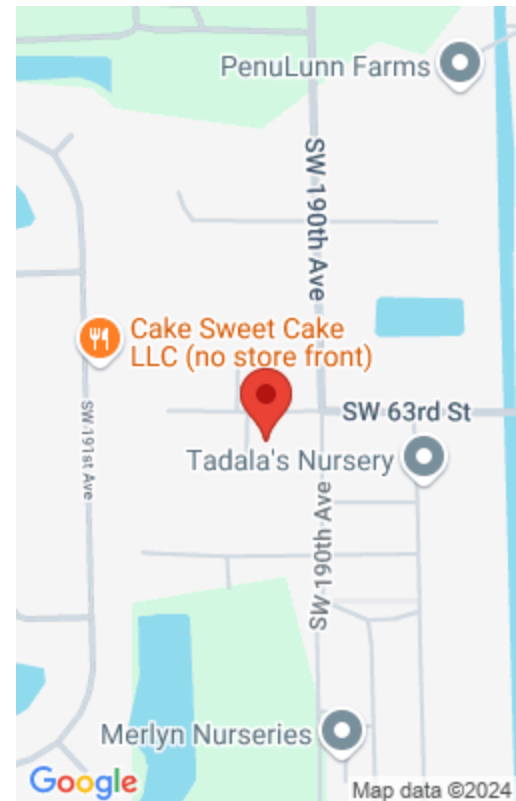 PenuLunn Farms
SW 190th Ave
Cake Sweet Cake
LLC (no store front)
SW 63rd St
SW 191st Ave
Tadala's Nursery
SW 190th Ave
Merlyn Nurseries
Google
Map data ©2024